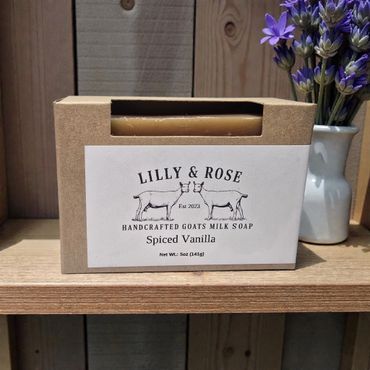 LILLY & ROSE
Est 2023
HANDCRAFTED GOATS MILK SOAP
Spiced Vanilla
Net Wt.: 5oz (141g)